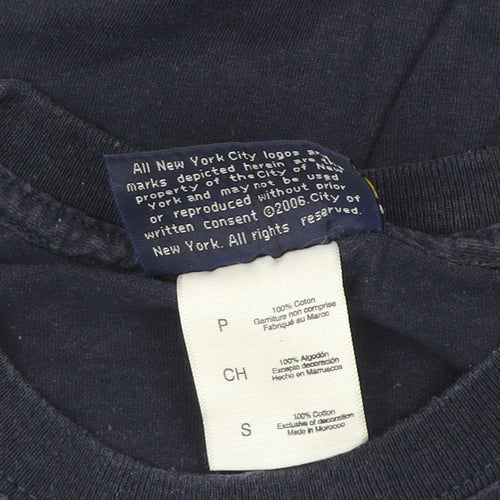 All New York City logos and
marks depicted herein are the
property of the City of New
York and may not be used
or reproduced without prior
written consent ©2006. City of
New York. All rights reserved.
P
100% Coton
Garniture non comprise
Fabriqué au Maroc
CH
100% Algodón
Excepto decoración
Hecho en Marruecos
S
100% Cotton
Exclusive of decoration
Made in Morocco